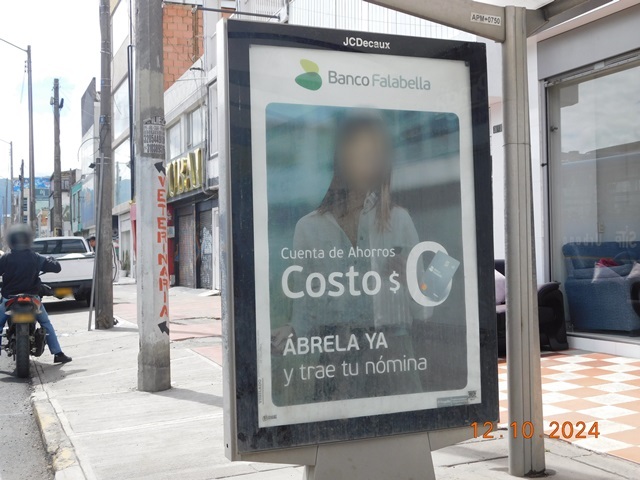 APM+0750
JCDecaux
Banco Falabella
Cuenta de Ahorros
Costo $ 0
ÁBRELA YA
y trae tu nómina
VETERINARIA
12 10 2024